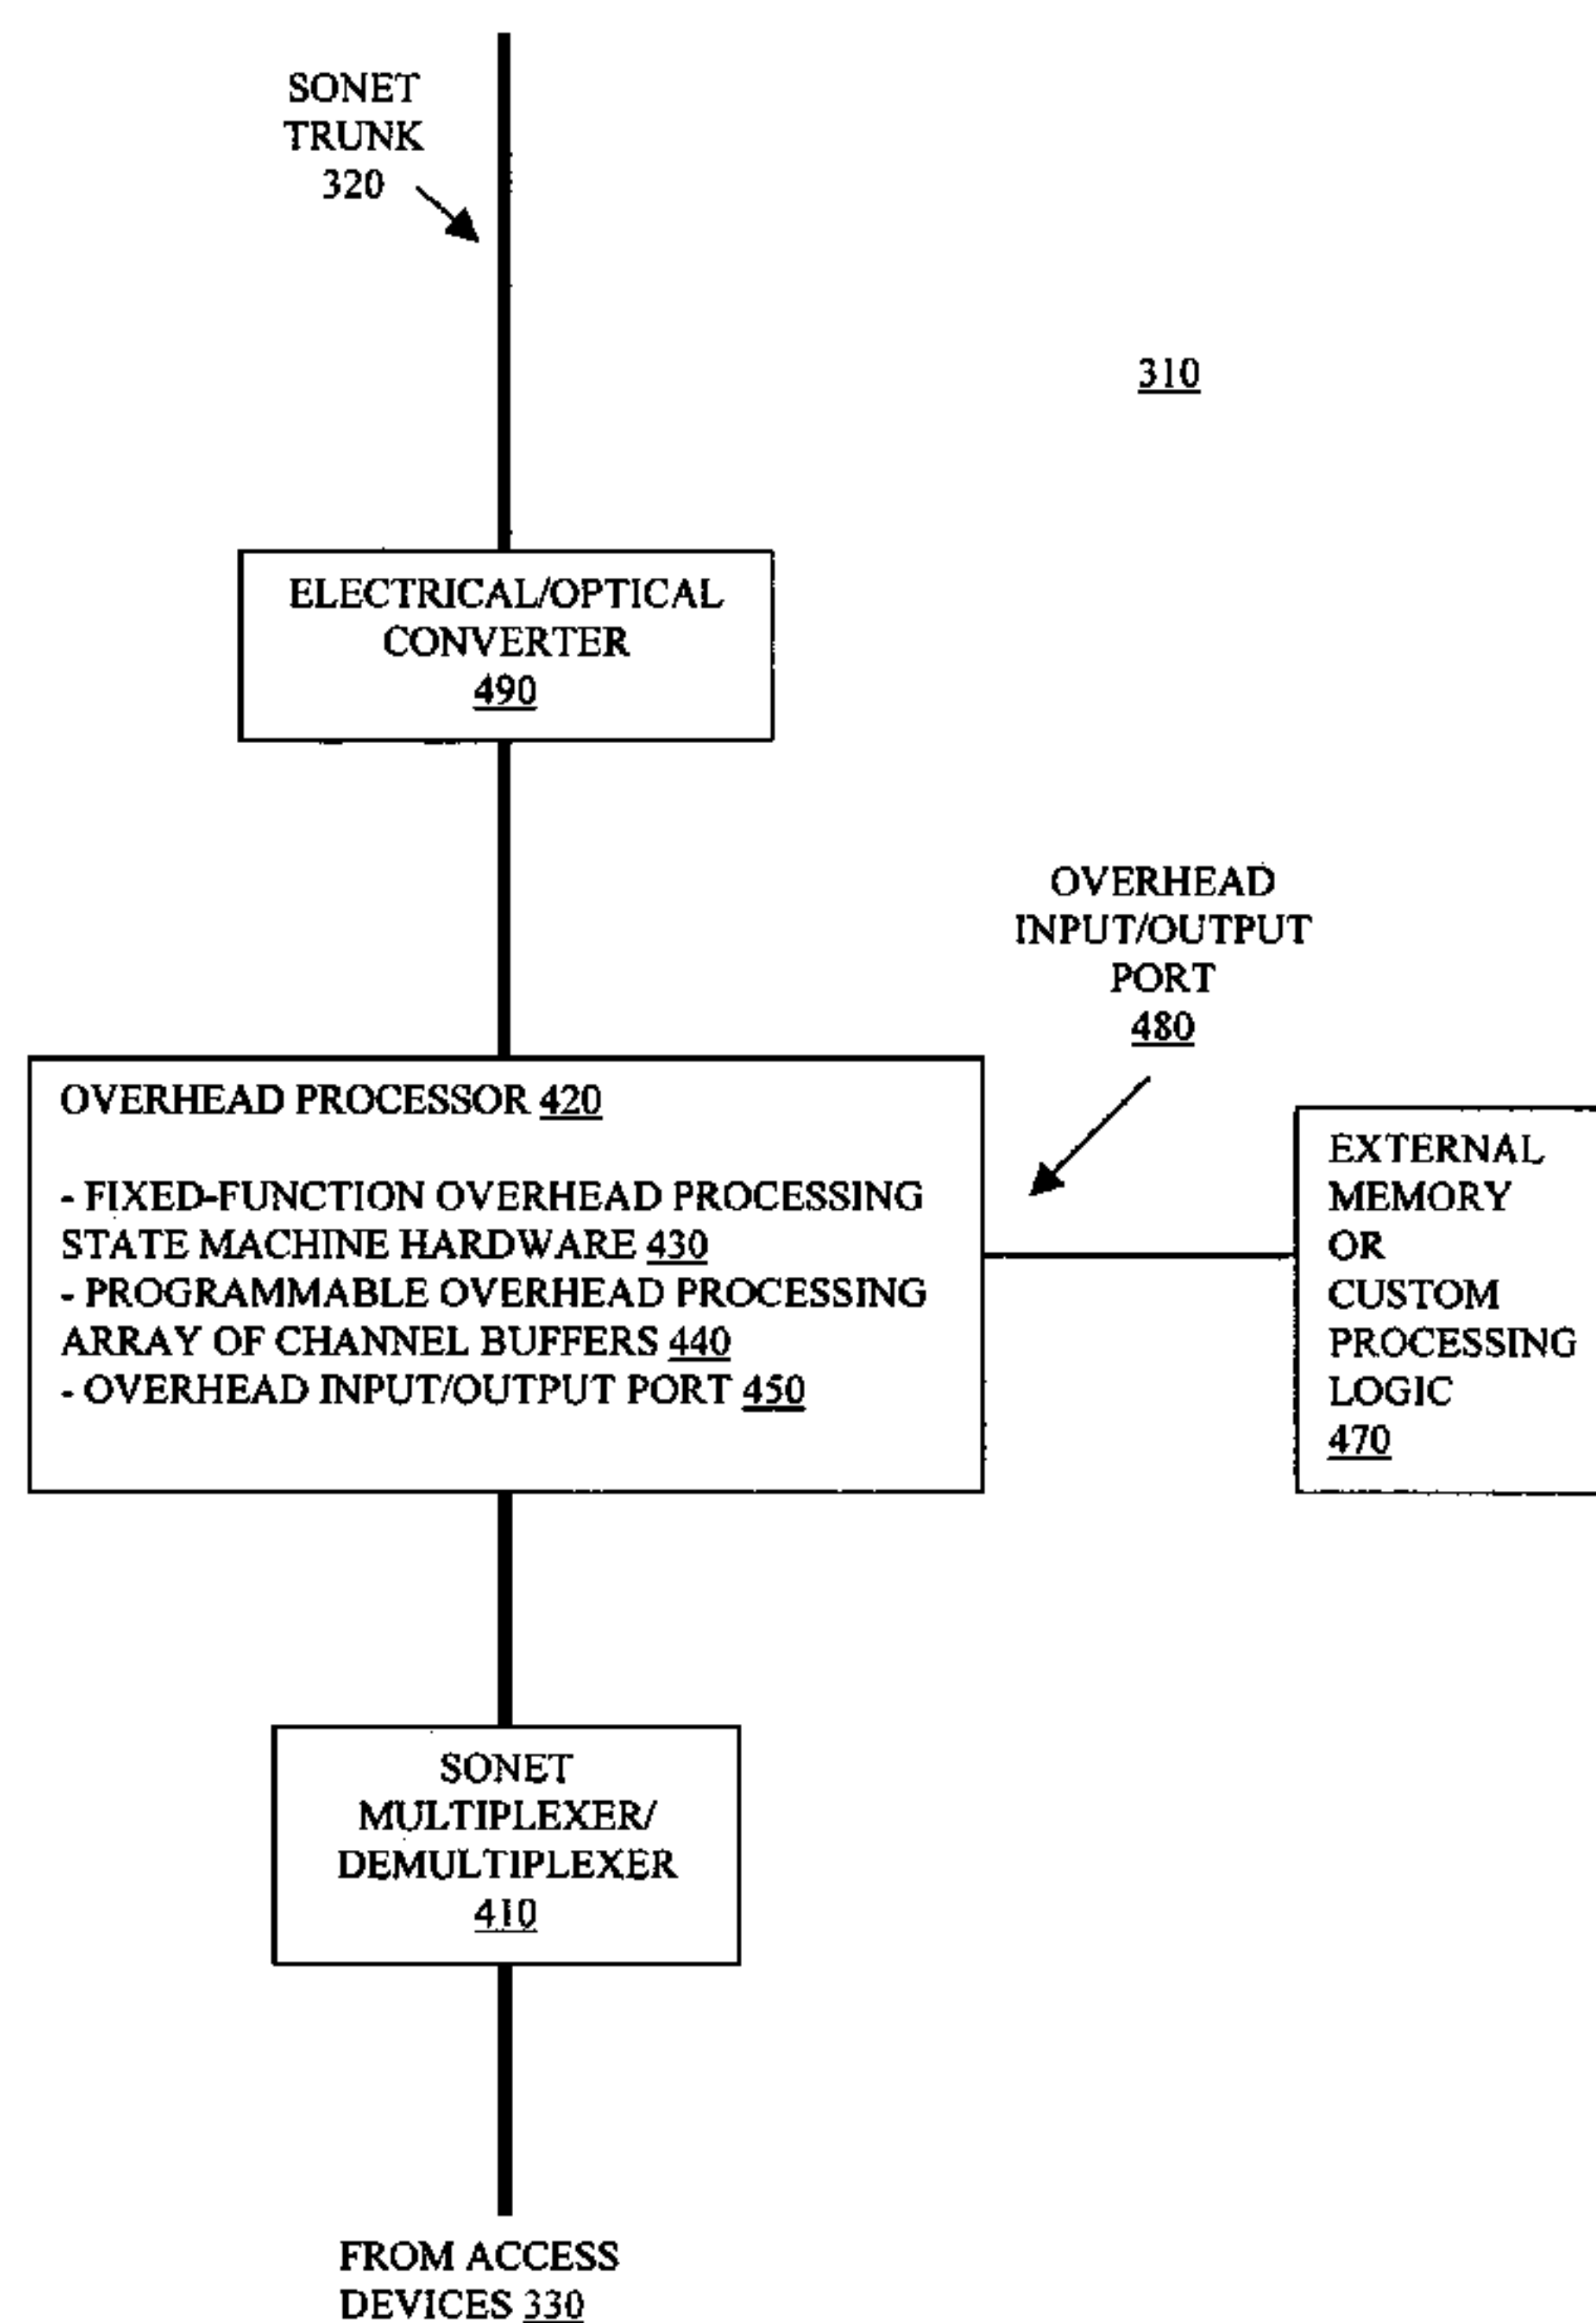 SONET
TRUNK
320
310
ELECTRICAL/OPTICAL
CONVERTER
490
OVERHEAD
INPUT/OUTPUT
PORT
480
OVERHEAD PROCESSOR 420
- FIXED-FUNCTION OVERHEAD PROCESSING
STATE MACHINE HARDWARE 430
- PROGRAMMABLE OVERHEAD PROCESSING
ARRAY OF CHANNEL BUFFERS 440
- OVERHEAD INPUT/OUTPUT PORT 450
EXTERNAL
MEMORY
OR
CUSTOM
PROCESSING
LOGIC
470
SONET
MULTIPLEXER/
DEMULTIPLEXER
410
FROM ACCESS
DEVICES 330